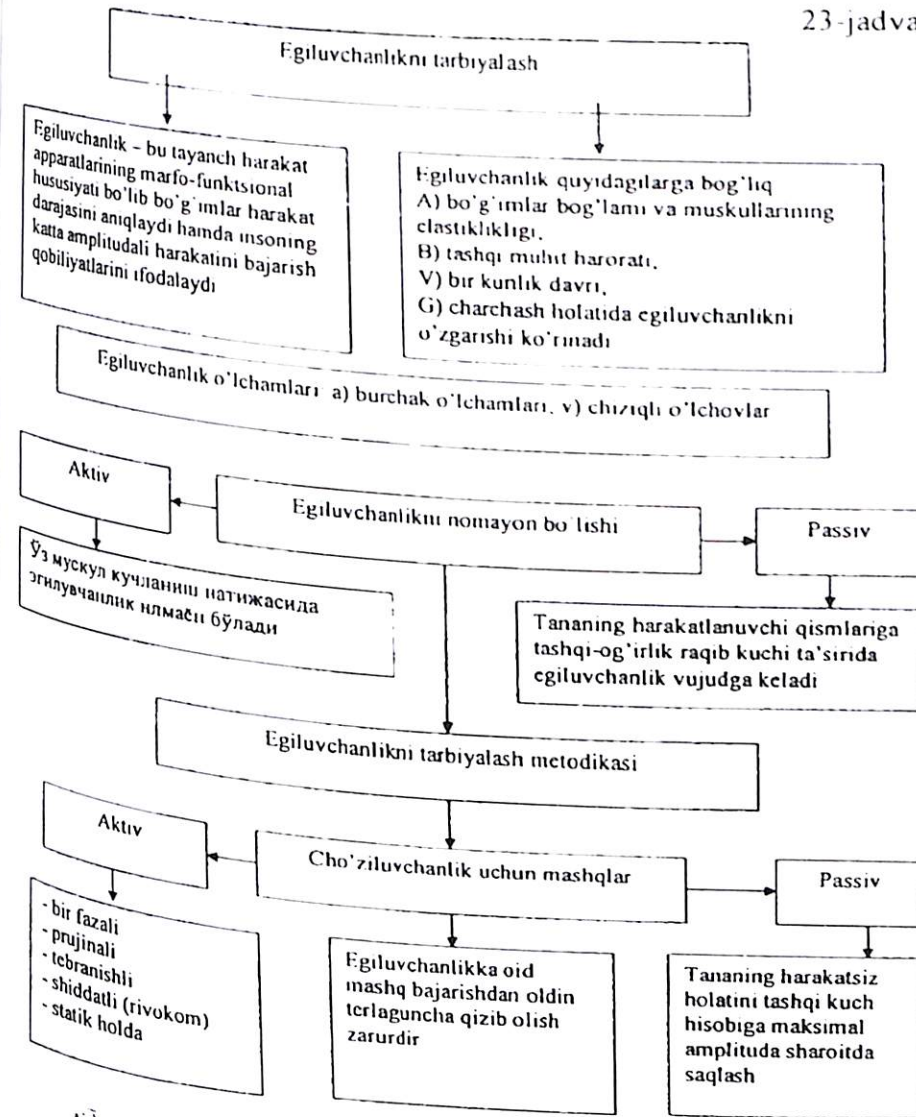 23-jadva
Egiluvchanlikni tarbiyalash
Egiluvchanlik – bu tayanch harakat
apparatlarining marfo-funktsional
hususiyati bo'lib bo'g'imlar harakat
darajasini aniqlaydi hamda insoning
katta amplitudali harakatini bajarish
qobiliyatlarini ifodalaydi
Egiluvchanlik quyidagilarga bog'liq
A) bo'g'imlar bog'lami va muskullarining
elastikligi,
B) tashqi muhit harorati,
V) bir kunlik davri,
G) charchash holatida egiluvchanlikni
o'zgarishi ko'rinadi
Egiluvchanlik o'lchamlari a) burchak o'lchamlari, v) chiziqli o'lchovlar
Aktiv
Egiluvchanlikni nomayon bo'lishi
Passiv
Ўз мускул кучланиш натижасида
эгилувчанлик бўлади
Tananing harakatlanuvchi qismlariga
tashqi-og'irlik raqib kuchi ta'sirida
egiluvchanlik vujudga keladi
Egiluvchanlikni tarbiyalash metodikasi
Aktiv
Cho'ziluvchanlik uchun mashqlar
Passiv
- bir fazali
- prujinali
- tebranishli
- shiddatli (rivokom)
- statik holda
Egiluvchanlikka oid
mashq bajarishdan oldin
terlaguncha qizib olish
zarurdir
Tananing harakatsiz
holatini tashqi kuch
hisobiga maksimal
amplituda sharoitda
saqlash